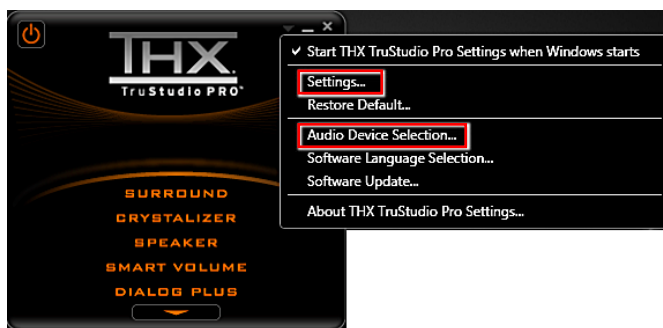 THX
TruStudio PRO™
SURROUND
CRYSTALIZER
SPEAKER
SMART VOLUME
DIALOG PLUS
✓ Start THX TruStudio Pro Settings when Windows starts
Settings...
Restore Default...
Audio Device Selection...
Software Language Selection...
Software Update...
About THX TruStudio Pro Settings...